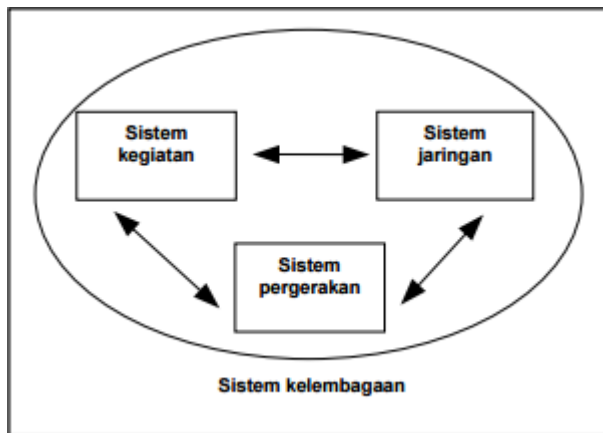 Sistem
kegiatan
Sistem
jaringan
Sistem
pergerakan
Sistem kelembagaan